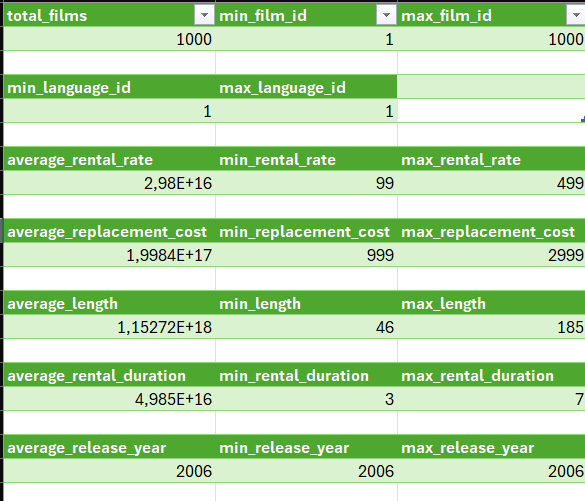 total_films min_film_id max_film_id
1000 1 1000
min_language_id max_language_id
1 1
average_rental_rate min_rental_rate max_rental_rate
2,98E+16 99 499
average_replacement_cost min_replacement_cost max_replacement_cost
1,9984E+17 999 2999
average_length min_length max_length
1,15272E+18 46 185
average_rental_duration min_rental_duration max_rental_duration
4,985E+16 3 7
average_release_year min_release_year max_release_year
2006 2006 2006